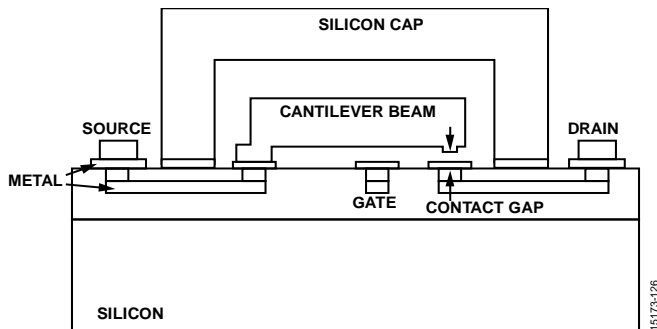 SILICON CAP
CANTILEVER BEAM
SOURCE
DRAIN
METAL
GATE
CONTACT GAP
SILICON
15173-126